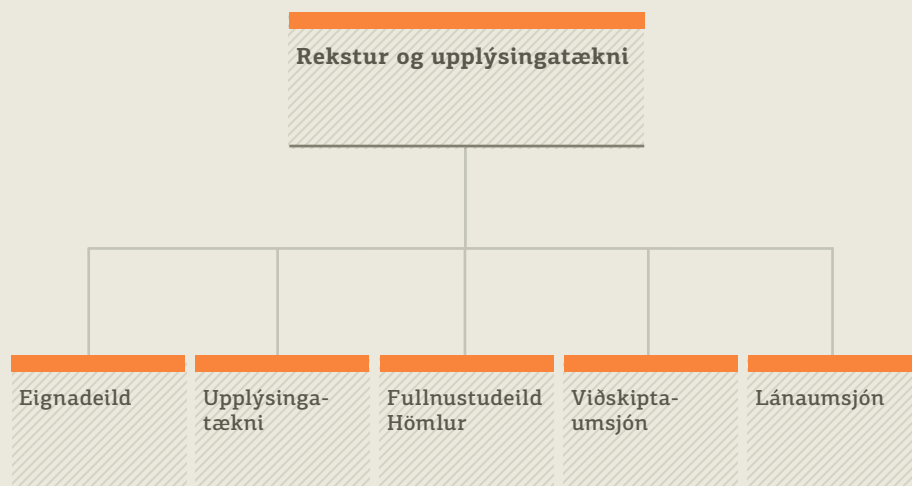 Rekstur og upplýsingatækni
Eignadeild
Upplýsinga-
tækni
Fullnustudeild
Hömlur
Viðskipta-
umsjón
Lánaumsjón